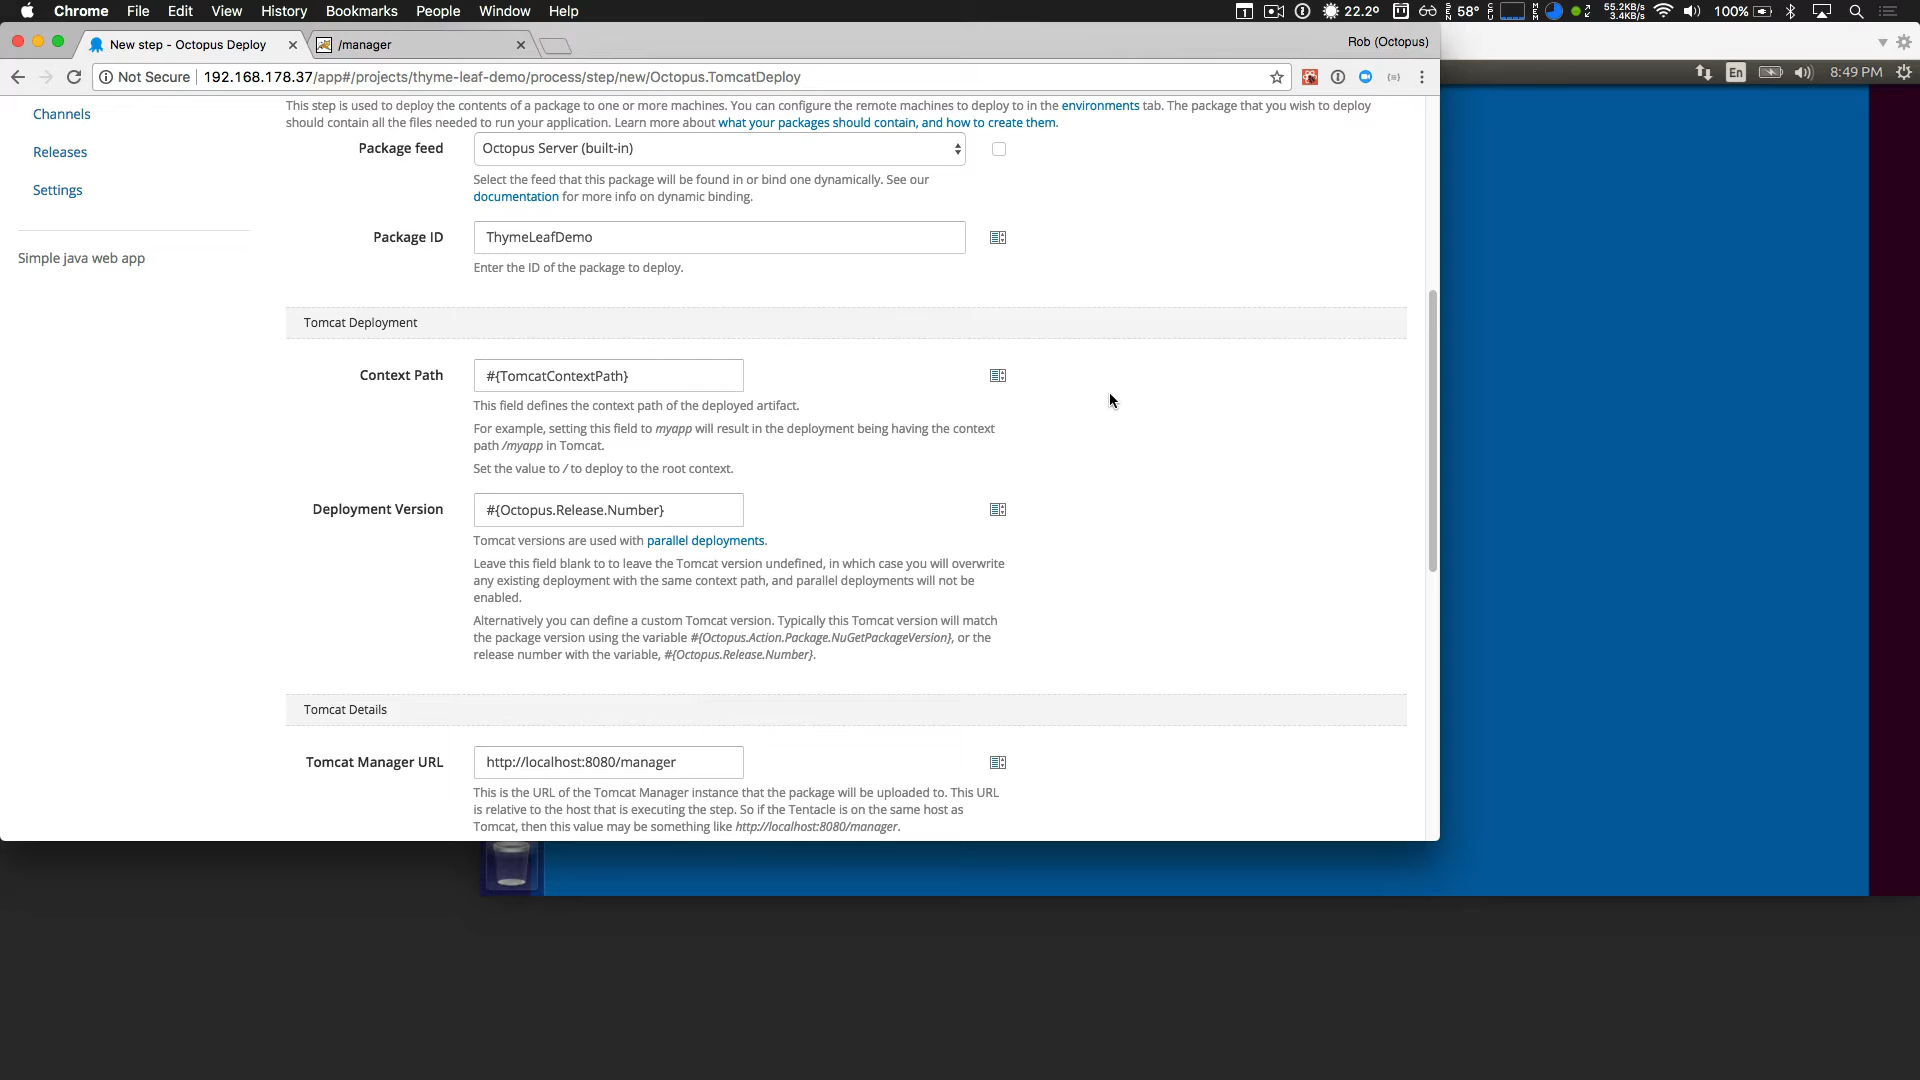 Chrome File Edit View History Bookmarks People Window Help
22.2° 58° 55.2KB/s 3.4KB/s 100%
New step - Octopus Deploy
/manager
Rob (Octopus)
Not Secure 192.168.178.37/app#/projects/thyme-leaf-demo/process/step/new/Octopus.TomcatDeploy
En 8:49 PM
Channels
Releases
Settings
Simple java web app
This step is used to deploy the contents of a package to one or more machines. You can configure the remote machines to deploy to in the environments tab. The package that you wish to deploy
should contain all the files needed to run your application. Learn more about what your packages should contain, and how to create them.
Package feed
Octopus Server (built-in)
Select the feed that this package will be found in or bind one dynamically. See our
documentation for more info on dynamic binding.
Package ID
ThymeLeafDemo
Enter the ID of the package to deploy.
Tomcat Deployment
Context Path
#{TomcatContextPath}
This field defines the context path of the deployed artifact.
For example, setting this field to myapp will result in the deployment being having the context
path /myapp in Tomcat.
Set the value to / to deploy to the root context.
Deployment Version
#{Octopus.Release.Number}
Tomcat versions are used with parallel deployments.
Leave this field blank to to leave the Tomcat version undefined, in which case you will overwrite
any existing deployment with the same context path, and parallel deployments will not be
enabled.
Alternatively you can define a custom Tomcat version. Typically this Tomcat version will match
the package version using the variable #{Octopus.Action.Package.NuGetPackageVersion}, or the
release number with the variable, #{Octopus.Release.Number}.
Tomcat Details
Tomcat Manager URL
http://localhost:8080/manager
This is the URL of the Tomcat Manager instance that the package will be uploaded to. This URL
is relative to the host that is executing the step. So if the Tentacle is on the same host as
Tomcat, then this value may be something like http://localhost:8080/manager.